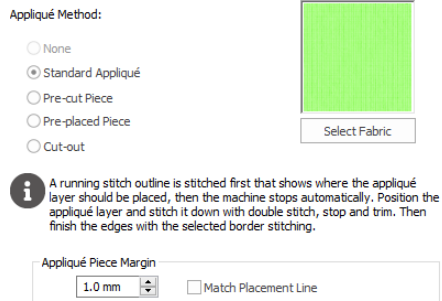 Appliqué Method:
None
Standard Appliqué
Pre-cut Piece
Pre-placed Piece
Cut-out
Select Fabric
A running stitch outline is stitched first that shows where the appliqué
layer should be placed, then the machine stops automatically. Position the
appliqué layer and stitch it down with double stitch, stop and trim. Then
finish the edges with the selected border stitching.
Appliqué Piece Margin
1.0 mm
Match Placement Line